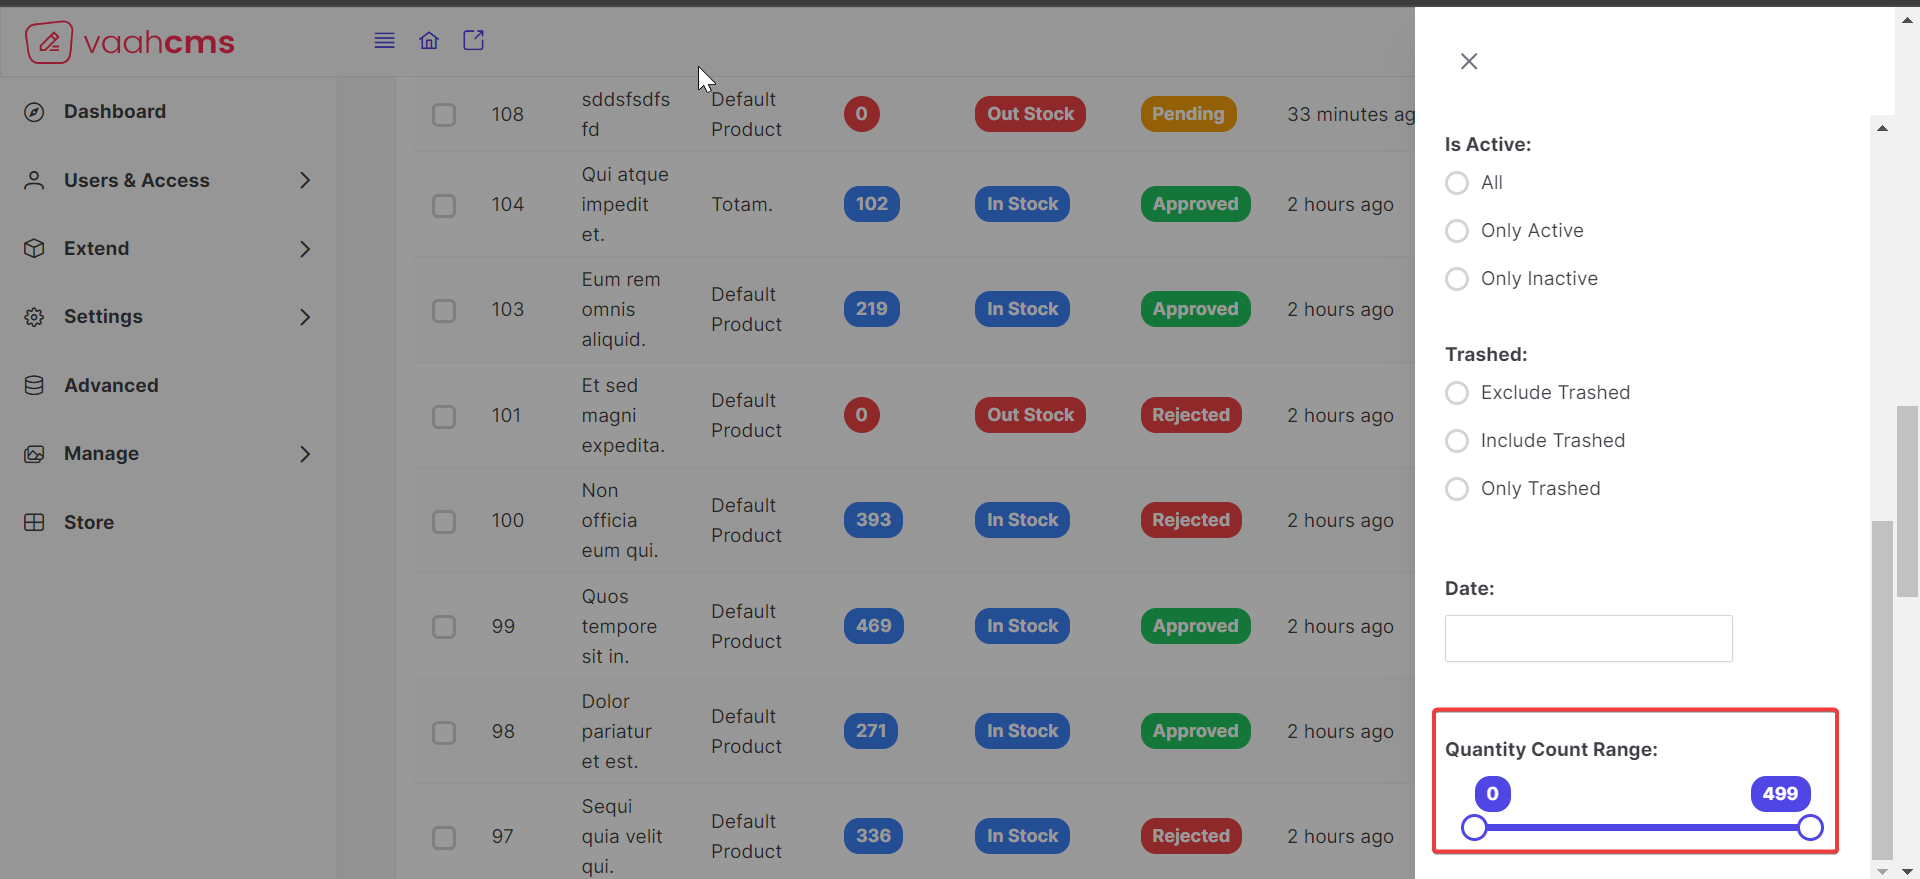 vaahcms
Dashboard
Users & Access
Extend
Settings
Advanced
Manage
Store
108 sddsfsdfs fd Default Product 0 Out Stock Pending 33 minutes ag
104 Qui atque impedit et. Totam. 102 In Stock Approved 2 hours ago
103 Eum rem omnis aliquid. Default Product 219 In Stock Approved 2 hours ago
101 Et sed magni expedita. Default Product 0 Out Stock Rejected 2 hours ago
100 Non officia eum qui. Default Product 393 In Stock Rejected 2 hours ago
99 Quos tempore sit in. Default Product 469 In Stock Approved 2 hours ago
98 Dolor pariatur et est. Default Product 271 In Stock Approved 2 hours ago
97 Sequi quia velit qui. Default Product 336 In Stock Rejected 2 hours ago
Is Active:
All
Only Active
Only Inactive
Trashed:
Exclude Trashed
Include Trashed
Only Trashed
Date:
Quantity Count Range:
0 499